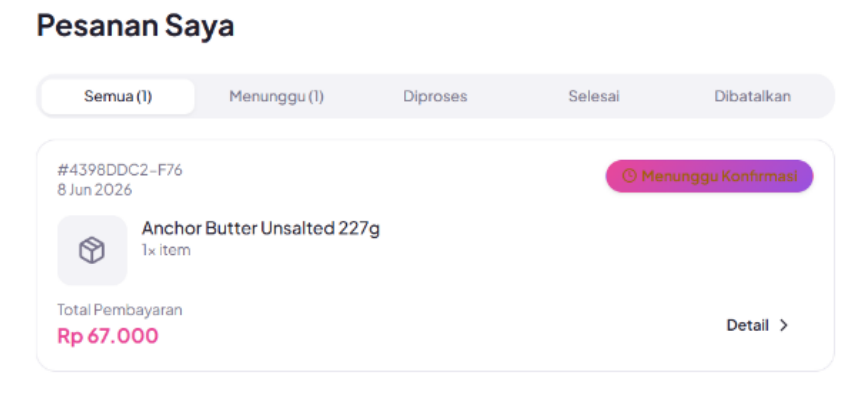 Pesanan Saya
Semua (1) Menunggu (1) Diproses Selesai Dibatalkan
#4398DDC2-F76
8 Jun 2026
Menunggu Konfirmasi
Anchor Butter Unsalted 227g
1x item
Total Pembayaran
Rp 67.000
Detail